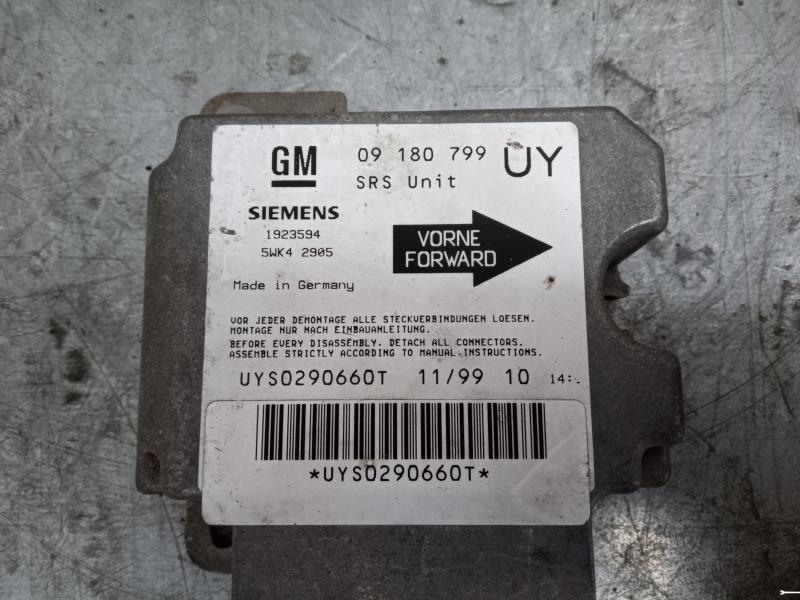 GM 09 180 799 UY
SRS Unit
SIEMENS
1923594
5WK4 2905
VORNE
FORWARD
Made in Germany
VOR JEDER DEMONTAGE ALLE STECKVERBINDUNGEN LOESEN.
MONTAGE NUR NACH EINBAUANLEITUNG.
BEFORE EVERY DISASSEMBLY. DETACH ALL CONNECTORS.
ASSEMBLE STRICTLY ACCORDING TO MANUAL INSTRUCTIONS.
UYS0290660T 11/99 10
*UYS0290660T*